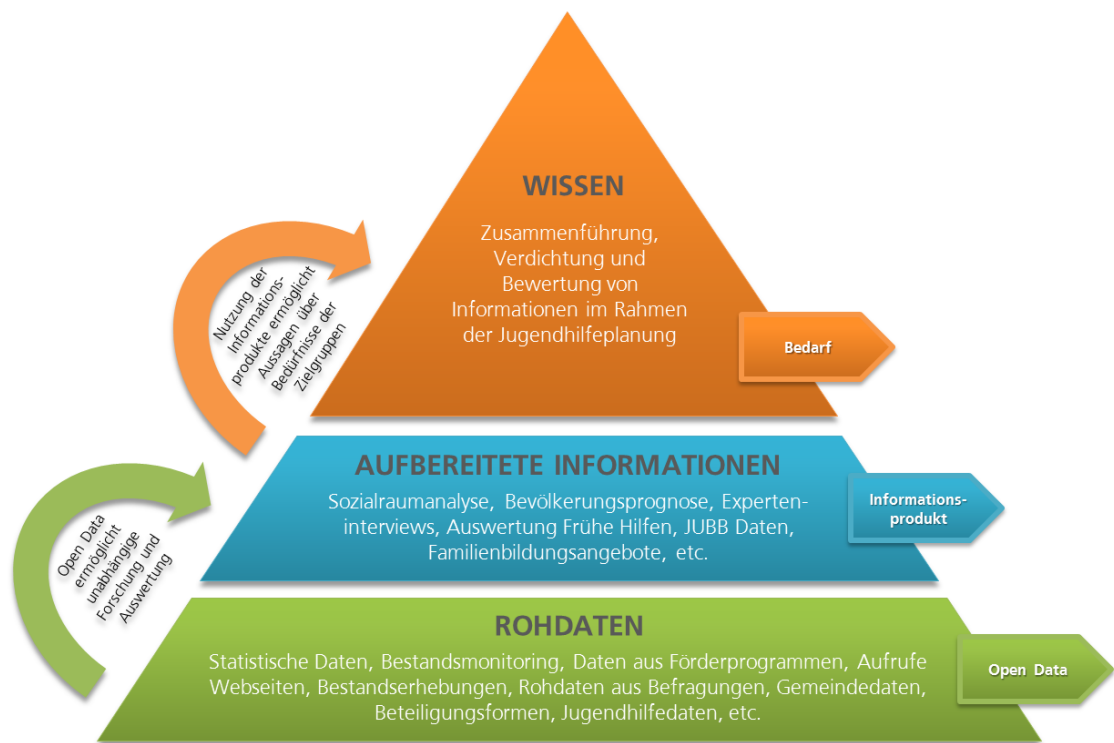 WISSEN
Zusammenführung,
Verdichtung und
Bewertung von
Informationen im Rahmen
der Jugendhilfeplanung
Bedarf
Nutzung der
Informations-
produkte ermöglicht
Aussagen über
Bedürfnisse der
Zielgruppen
AUFBEREITETE INFORMATIONEN
Sozialraumanalyse, Bevölkerungsprognose, Experten-
interviews, Auswertung Frühe Hilfen, JUBB Daten,
Familienbildungsangebote, etc.
Informations-
produkt
Open Data
ermöglicht
unabhängige
Forschung und
Auswertung
ROHDATEN
Statistische Daten, Bestandsmonitoring, Daten aus Förderprogrammen, Aufrufe
Webseiten, Bestandserhebungen, Rohdaten aus Befragungen, Gemeindedaten,
Beteiligungsformen, Jugendhilfedaten, etc.
Open Data